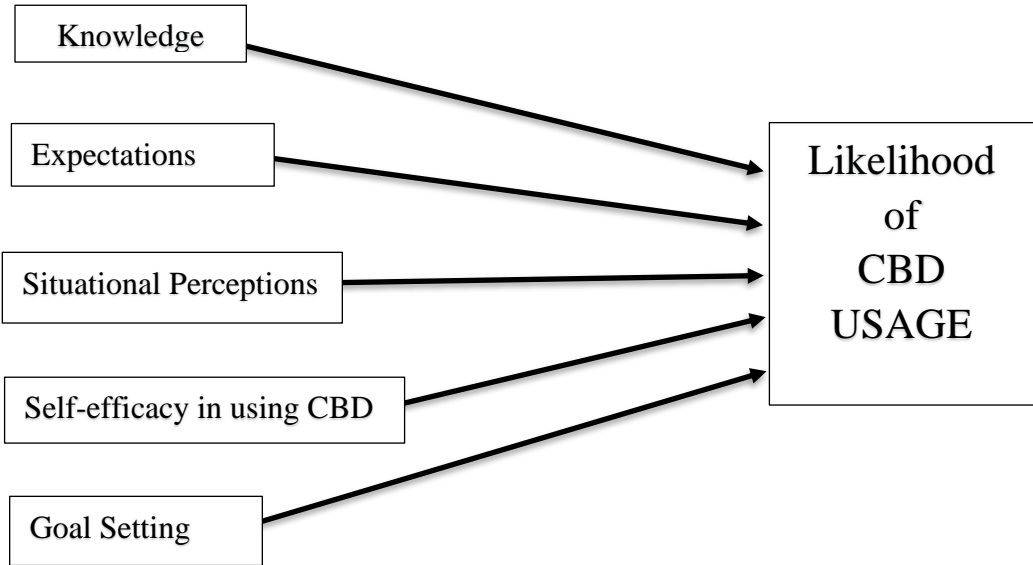 Knowledge
Expectations
Situational Perceptions
Self-efficacy in using CBD
Goal Setting
Likelihood
of
CBD
USAGE